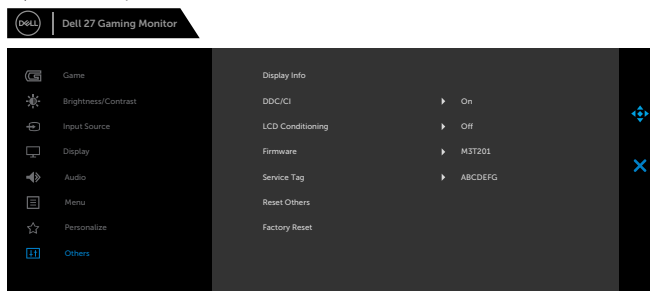 DELL
Dell 27 Gaming Monitor
Game
Display Info
Brightness/Contrast
DDC/CI
On
Input Source
LCD Conditioning
Off
Display
Firmware
M3T201
Audio
Service Tag
ABCDEFG
Menu
Reset Others
Personalize
Factory Reset
Others